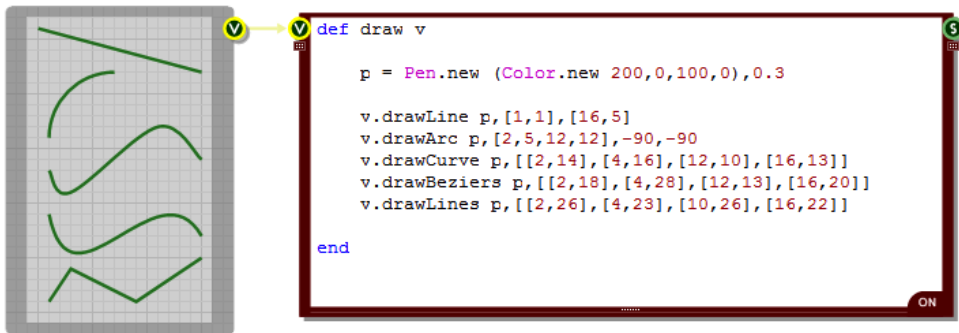 V
V
def draw v
S
p = Pen.new (Color.new 200,0,100,0),0.3
v.drawLine p,[1,1],[16,5]
v.drawArc p,[2,5,12,12],-90,-90
v.drawCurve p,[[2,14],[4,16],[12,10],[16,13]]
v.drawBeziers p,[[2,18],[4,28],[12,13],[16,20]]
v.drawLines p,[[2,26],[4,23],[10,26],[16,22]]
end
ON